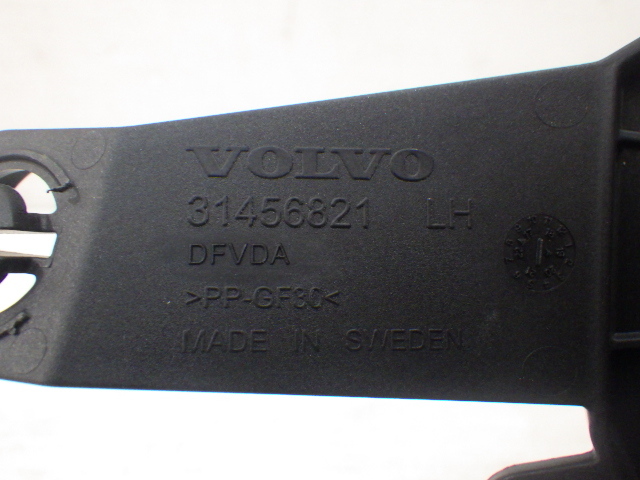 VOLVO
31456821 LH
DFVDA
>PP-GF30<
MADE IN SWEDEN